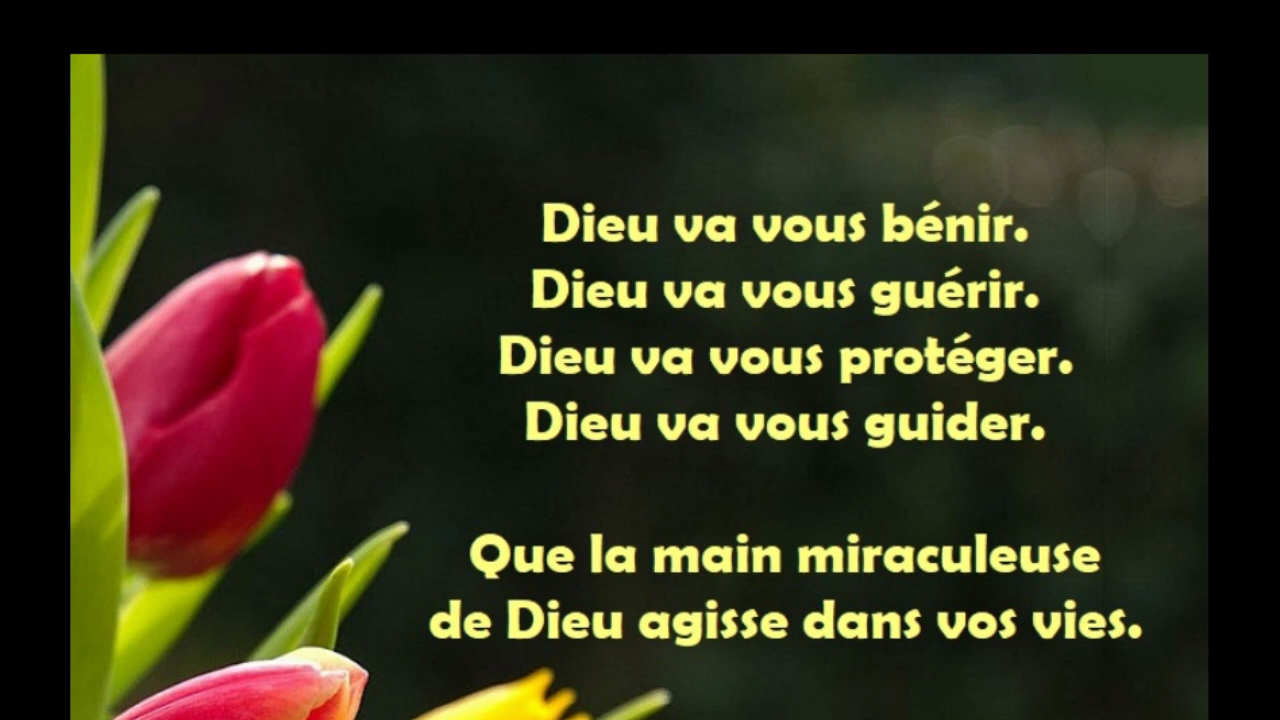 Dieu va vous bénir.
Dieu va vous guérir.
Dieu va vous protéger.
Dieu va vous guider.
Que la main miraculeuse
de Dieu agisse dans vos vies.